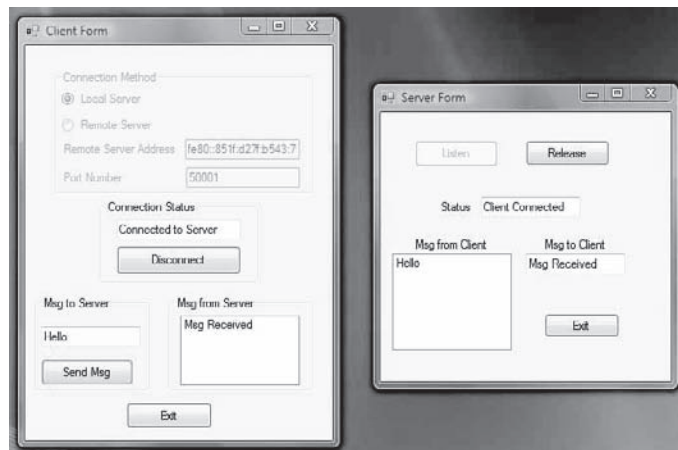 Client Form
Connection Method
Local Server
Remote Server
Remote Server Address fe80::851f:d27f:b543:7
Port Number 50001
Connection Status
Connected to Server
Disconnect
Msg to Server
Hello
Send Msg
Msg from Server
Msg Received
Exit
Server Form
Listen Release
Status Client Connected
Msg from Client
Hello
Msg to Client
Msg Received
Exit